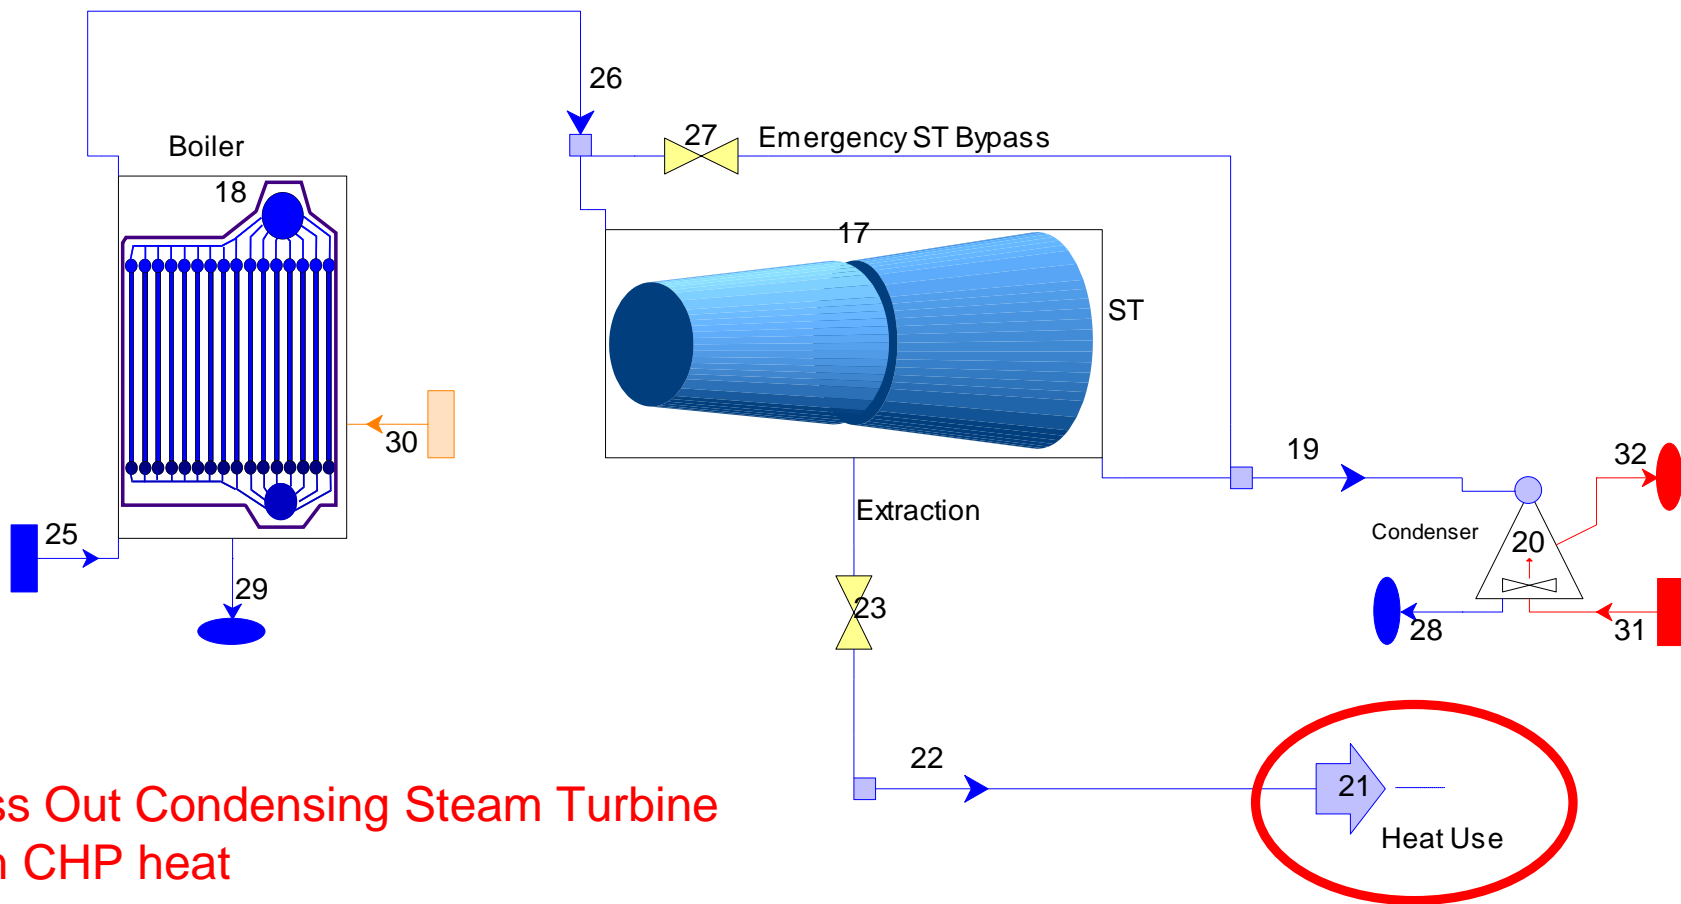 26
27
Emergency ST Bypass
Boiler
18
17
ST
19
32
30
Extraction
Condenser
20
25
29
23
28
31
22
21
Heat Use
ss Out Condensing Steam Turbine
CHP heat